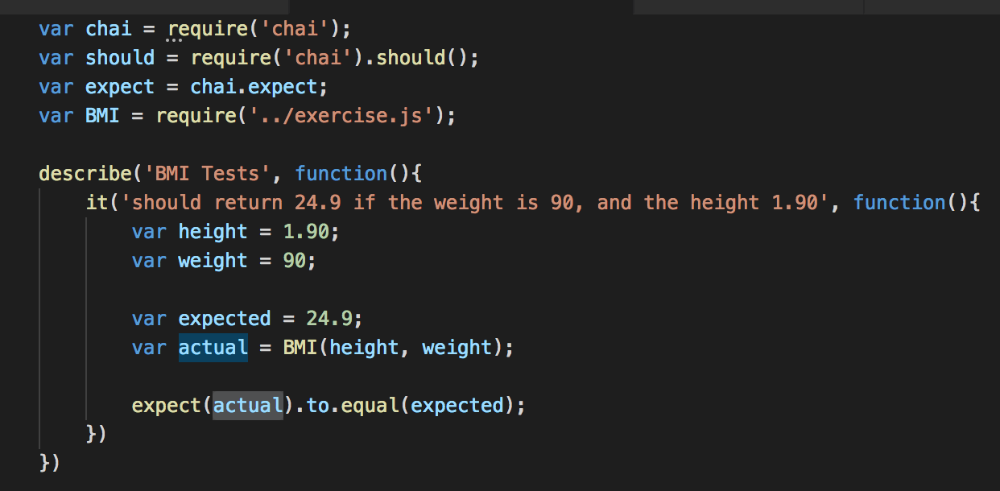 var chai = require('chai');
var should = require('chai').should();
var expect = chai.expect;
var BMI = require('../exercise.js');

describe('BMI Tests', function(){
    it('should return 24.9 if the weight is 90, and the height 1.90', function(){
        var height = 1.90;
        var weight = 90;

        var expected = 24.9;
        var actual = BMI(height, weight);

        expect(actual).to.equal(expected);
    })
})